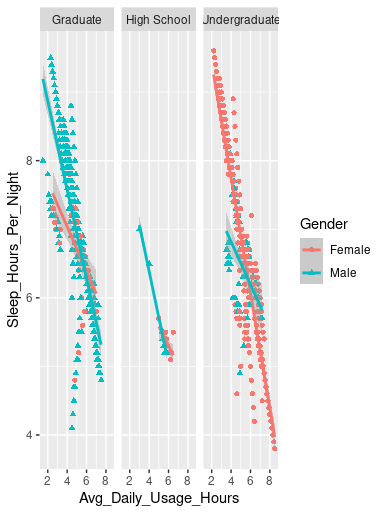 Graduate
High School
Undergraduate
8
6
4
2 4 6 8
2 4 6 8
2 4 6 8
Sleep_Hours_Per_Night
Avg_Daily_Usage_Hours
Gender
Female
Male